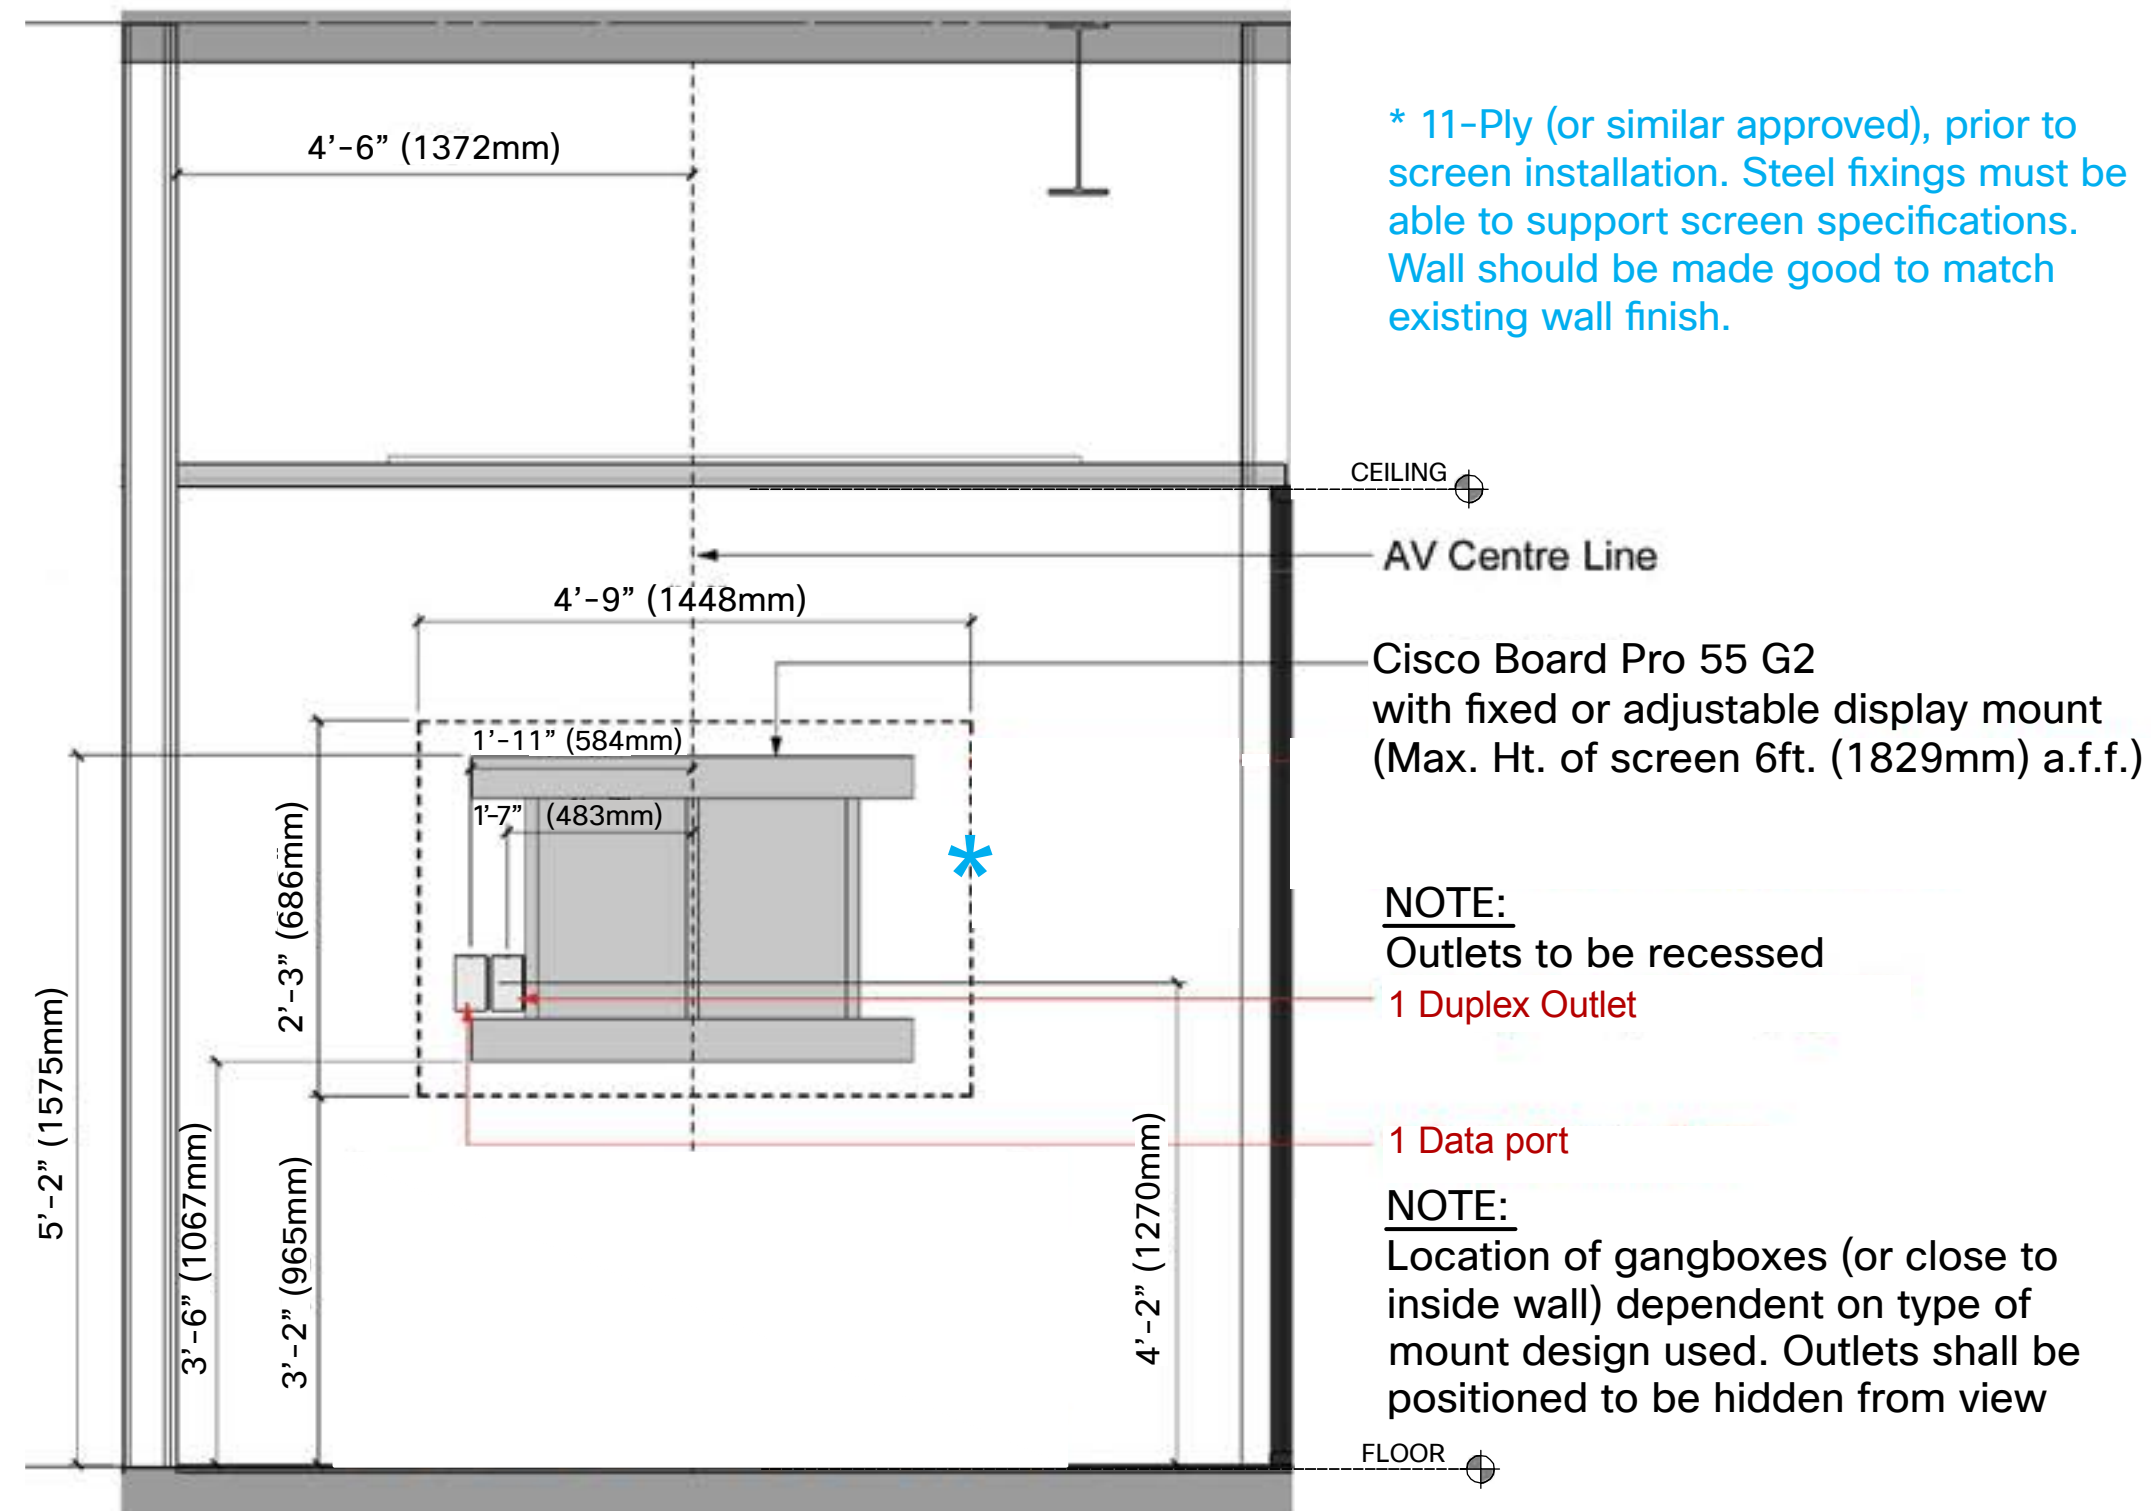 4’-6” (1372mm)
* 11-Ply (or similar approved), prior to
screen installation. Steel fixings must be
able to support screen specifications.
Wall should be made good to match
existing wall finish.
CEILING
AV Centre Line
4’-9” (1448mm)
Cisco Board Pro 55 G2
with fixed or adjustable display mount
(Max. Ht. of screen 6ft. (1829mm) a.f.f.)
1’-11” (584mm)
1’-7” (483mm)
2’-3” (686mm)
*
NOTE:
Outlets to be recessed
1 Duplex Outlet
5’-2” (1575mm)
3’-6” (1067mm)
3’-2” (965mm)
4’-2” (1270mm)
1 Data port
NOTE:
Location of gangboxes (or close to
inside wall) dependent on type of
mount design used. Outlets shall be
positioned to be hidden from view
FLOOR